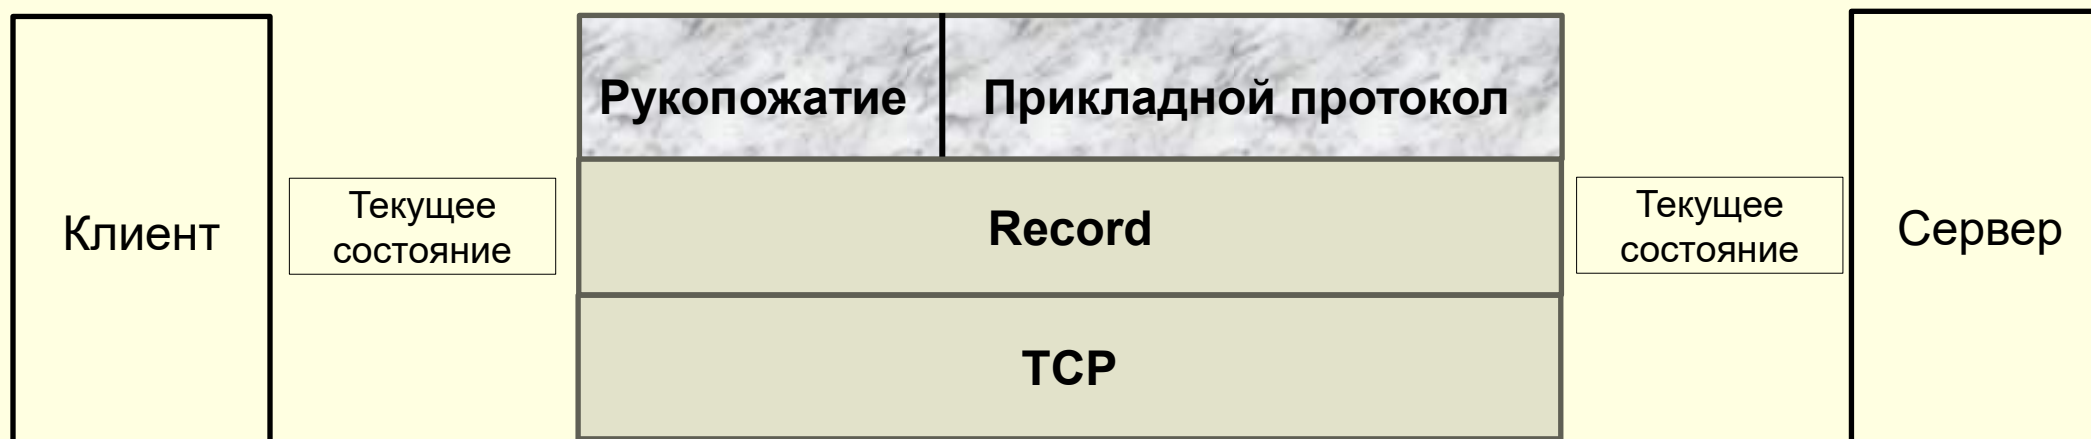 Клиент
Текущее
состояние
Рукопожатие
Прикладной протокол
Record
TCP
Текущее
состояние
Сервер